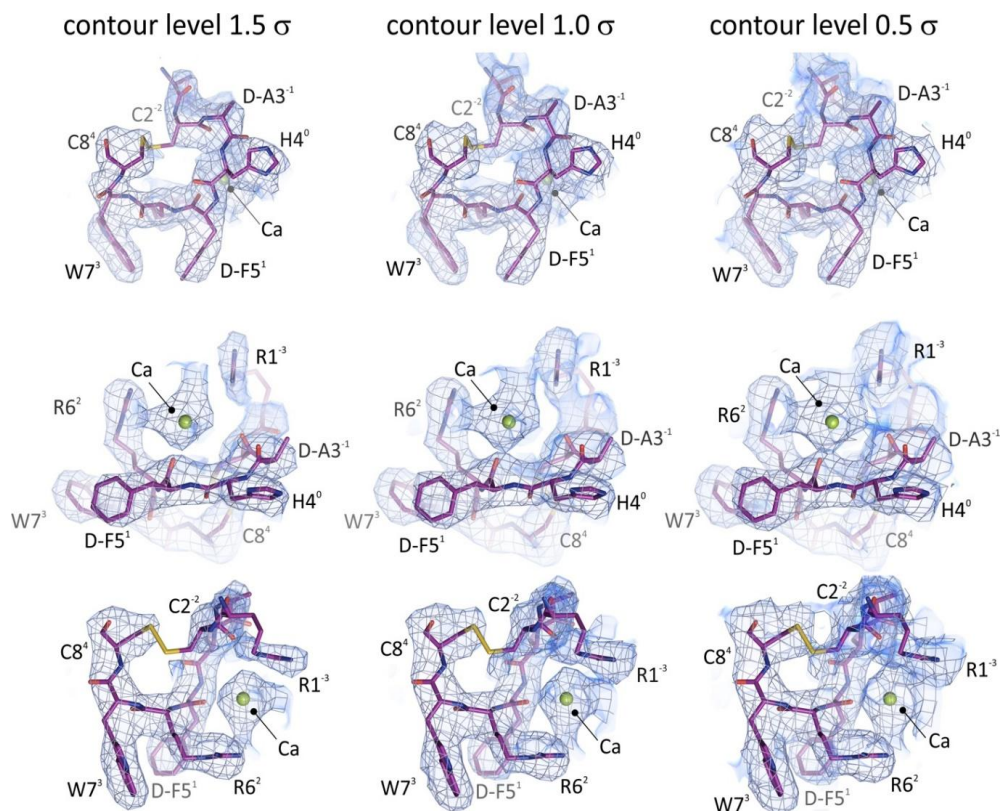 contour level 1.5 σ contour level 1.0 σ contour level 0.5 σ
C2⁻² D-A3⁻¹ C8⁴ H4⁰ Ca W7³ D-F5¹
C2⁻² D-A3⁻¹ C8⁴ H4⁰ Ca W7³ D-F5¹
C2⁻² D-A3⁻¹ C8⁴ H4⁰ Ca W7³ D-F5¹
R1⁻³ Ca R6² D-A3⁻¹ H4⁰ W7³ D-F5¹ C8⁴
R1⁻³ Ca R6² D-A3⁻¹ H4⁰ W7³ D-F5¹ C8⁴
R1⁻³ Ca R6² D-A3⁻¹ H4⁰ W7³ D-F5¹ C8⁴
C2⁻² C8⁴ R1⁻³ Ca W7³ D-F5¹ R6²
C2⁻² C8⁴ R1⁻³ Ca W7³ D-F5¹ R6²
C2⁻² C8⁴ R1⁻³ Ca W7³ D-F5¹ R6²